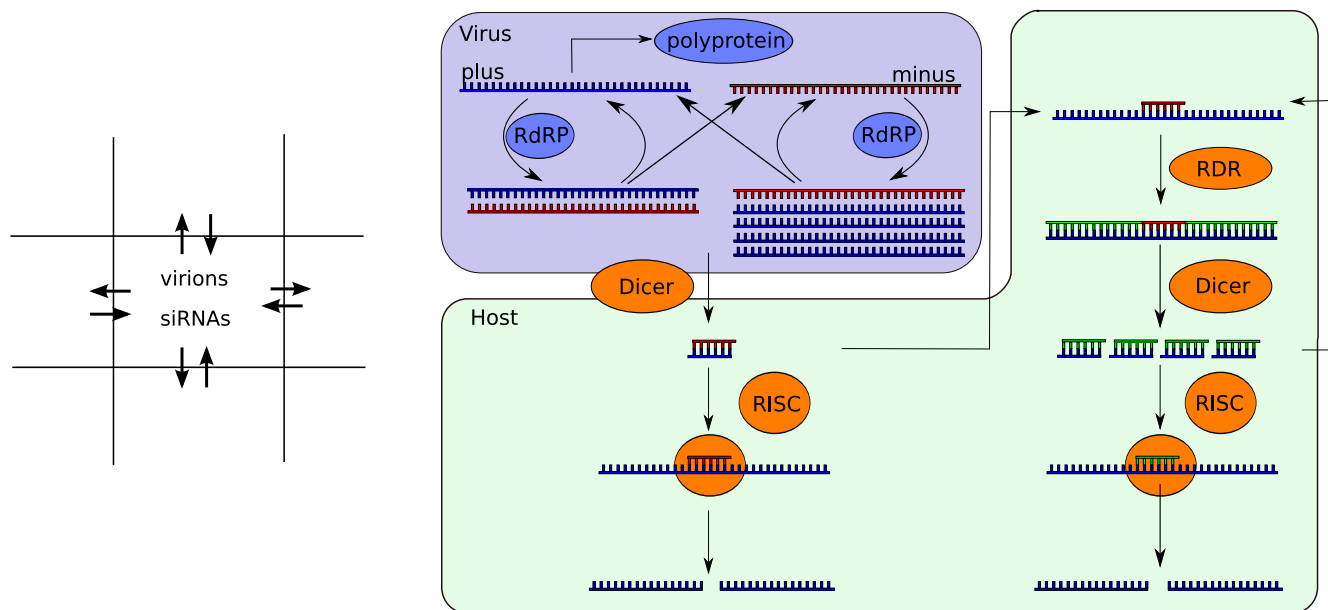 virions
siRNAs
Virus
polyprotein
plus
minus
RdRP
RdRP
Dicer
Host
RISC
RDR
Dicer
RISC